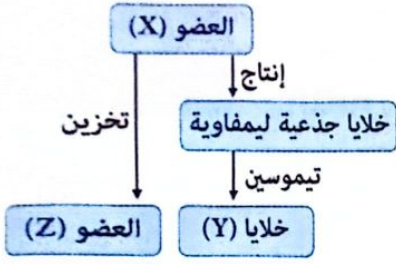 العضو (X)
إنتاج
تخزين
خلايا جذعية ليمفاوية
تيموسين
العضو (Z)
خلايا (Y)